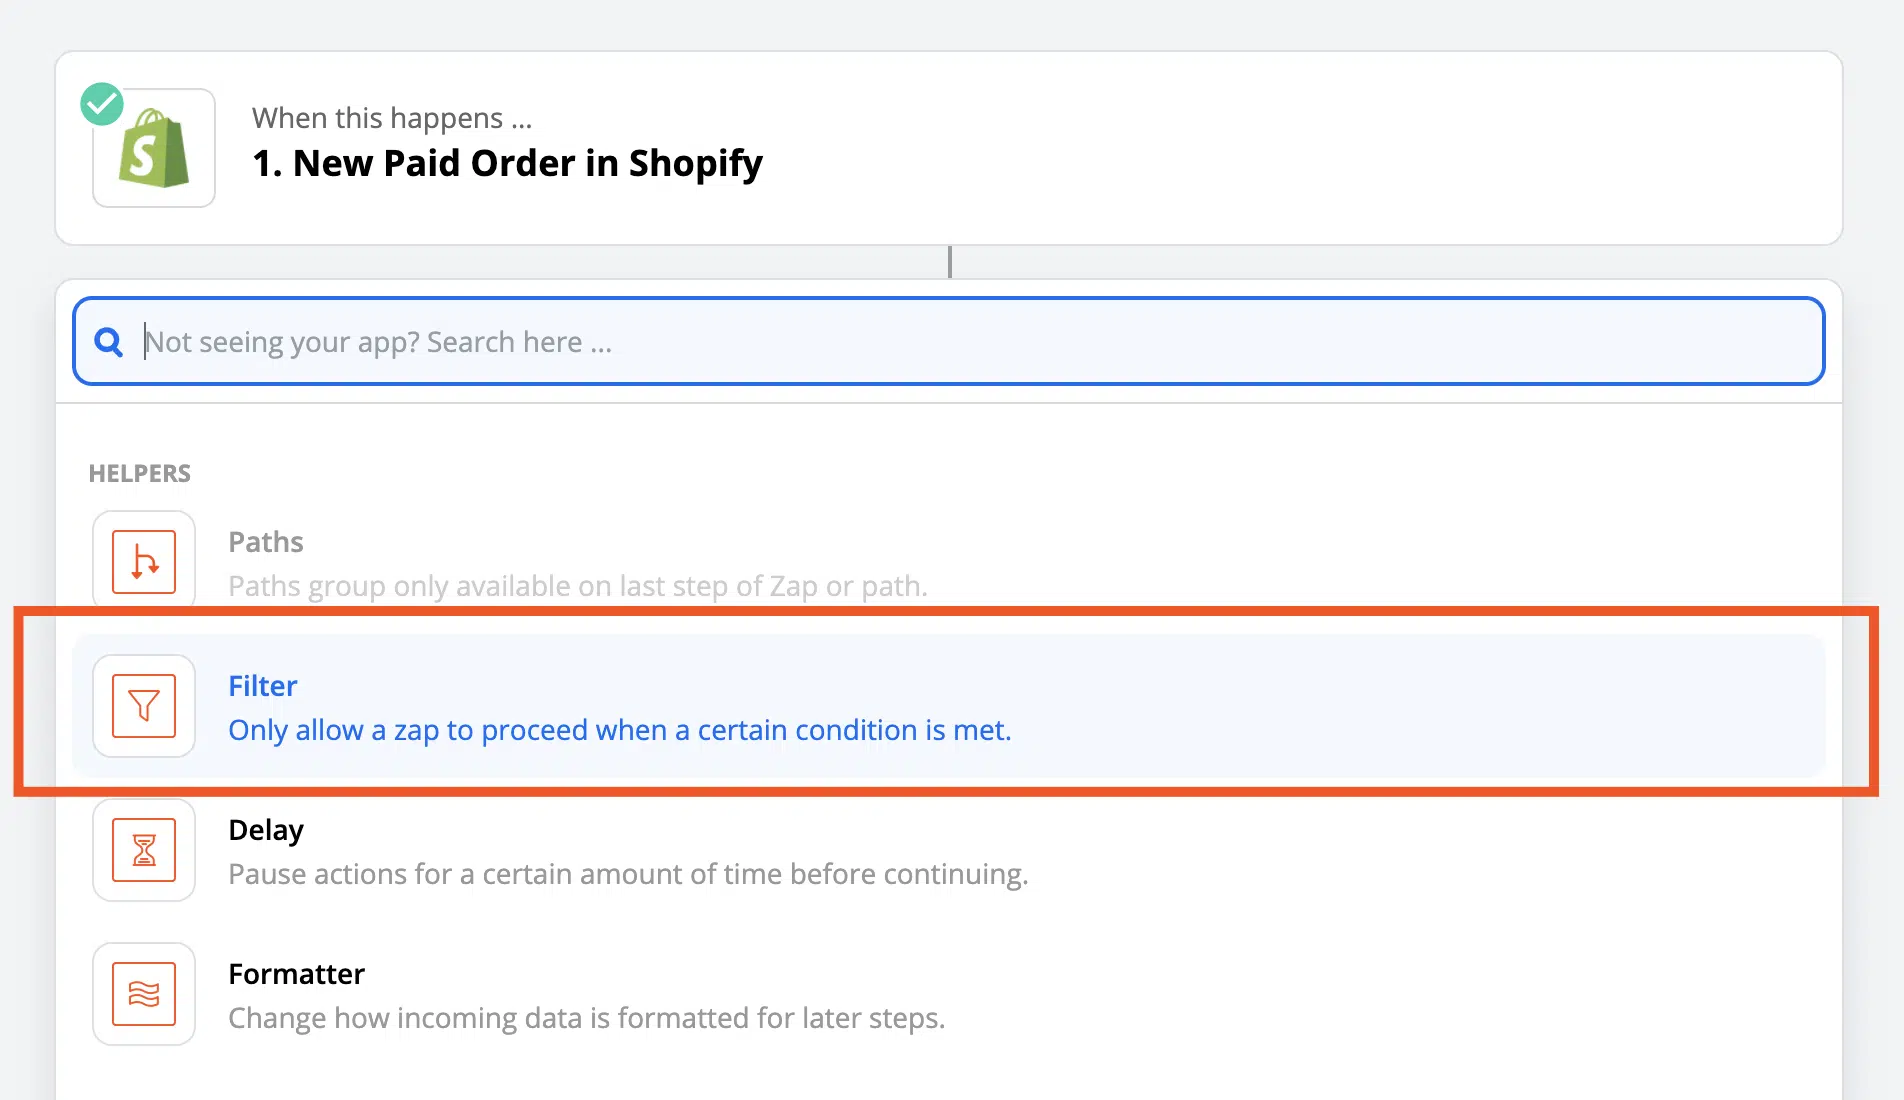 When this happens ...
1. New Paid Order in Shopify
Not seeing your app? Search here ...
HELPERS
Paths
Paths group only available on last step of Zap or path.
Filter
Only allow a zap to proceed when a certain condition is met.
Delay
Pause actions for a certain amount of time before continuing.
Formatter
Change how incoming data is formatted for later steps.